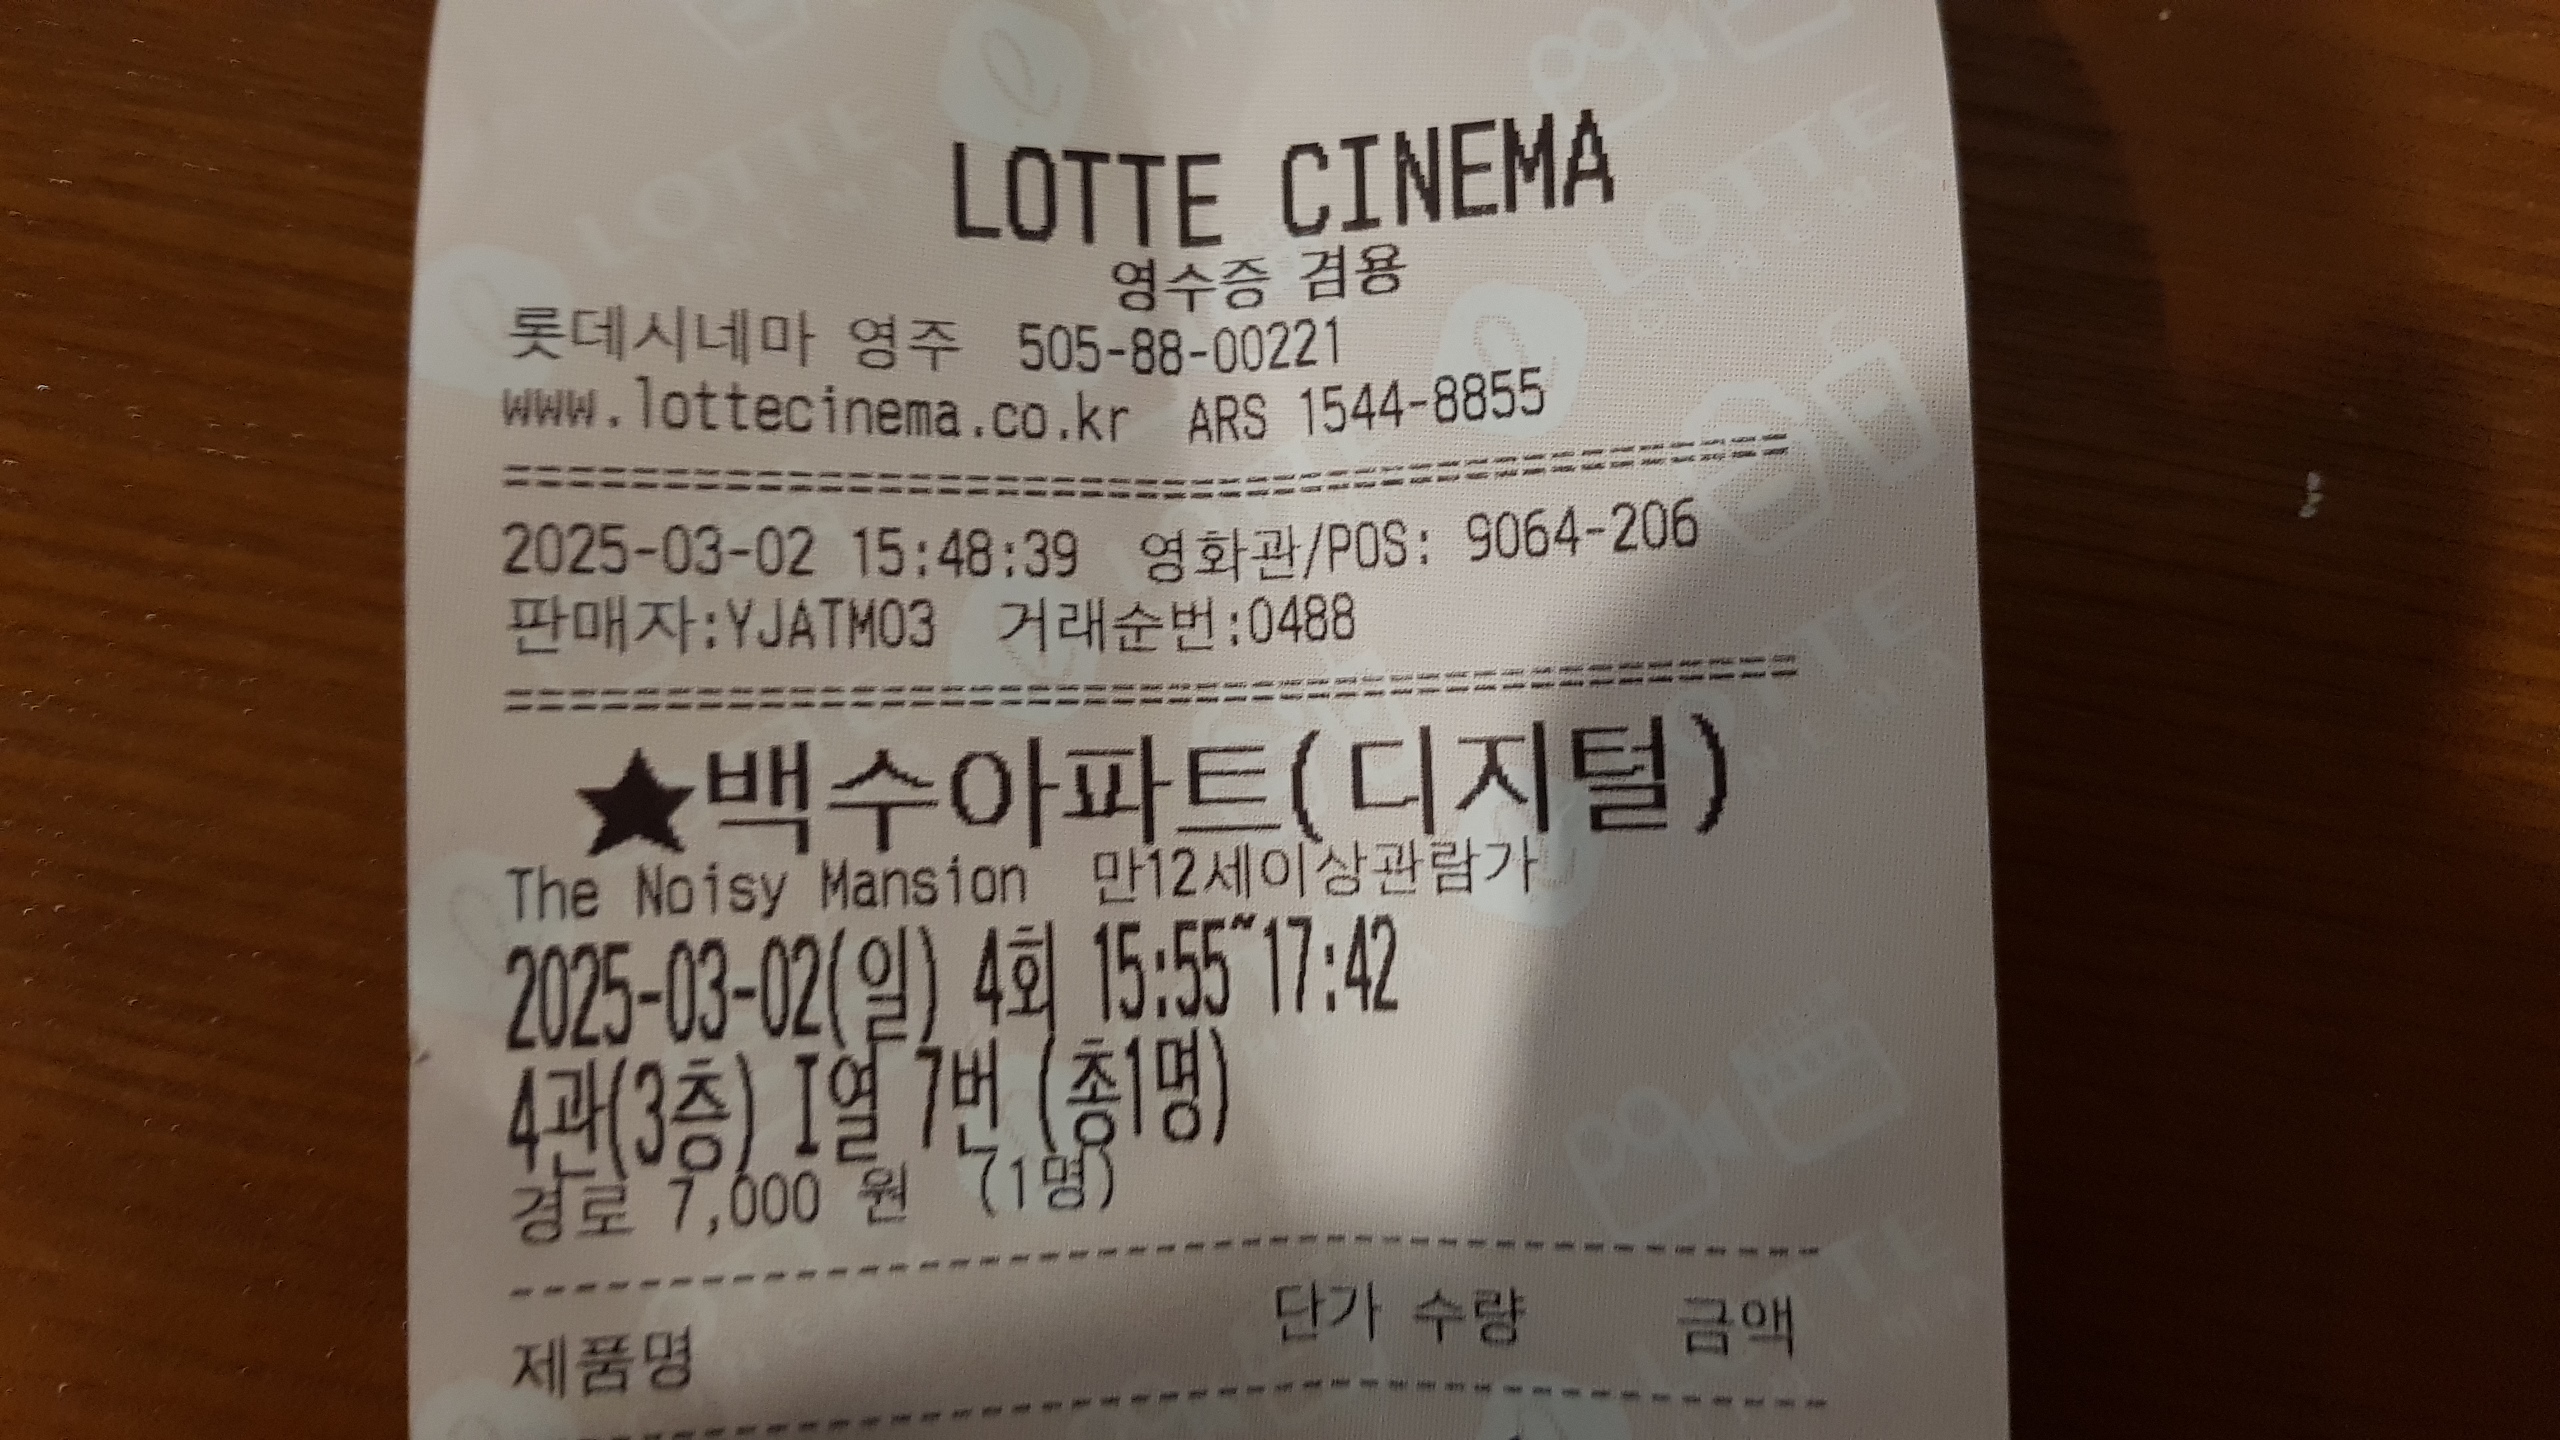 LOTTE CINEMA
영수증 겸용
롯데시네마 영주 505-88-00221
www.lottecinema.co.kr ARS 1544-8855
2025-03-02 15:48:39 영화관/POS: 9064-206
판매자:YJATM03 거래순번:0488
★백수아파트(디지털)
The Noisy Mansion 만12세이상관람가
2025-03-02(일) 4회 15:55~17:42
4관(3층) I열 7번 (총1명)
경로 7,000 원 (1명)
제품명 단가 수량 금액